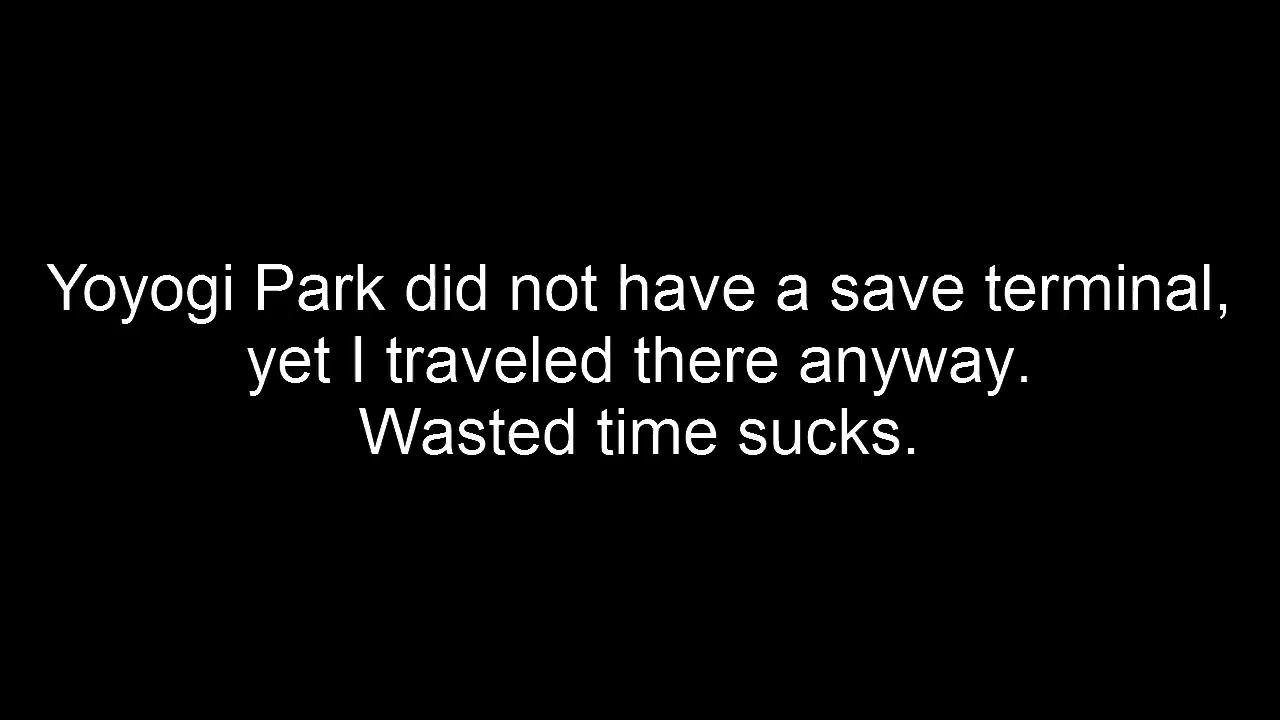 Yoyogi Park did not have a save terminal,
yet I traveled there anyway.
Wasted time sucks.